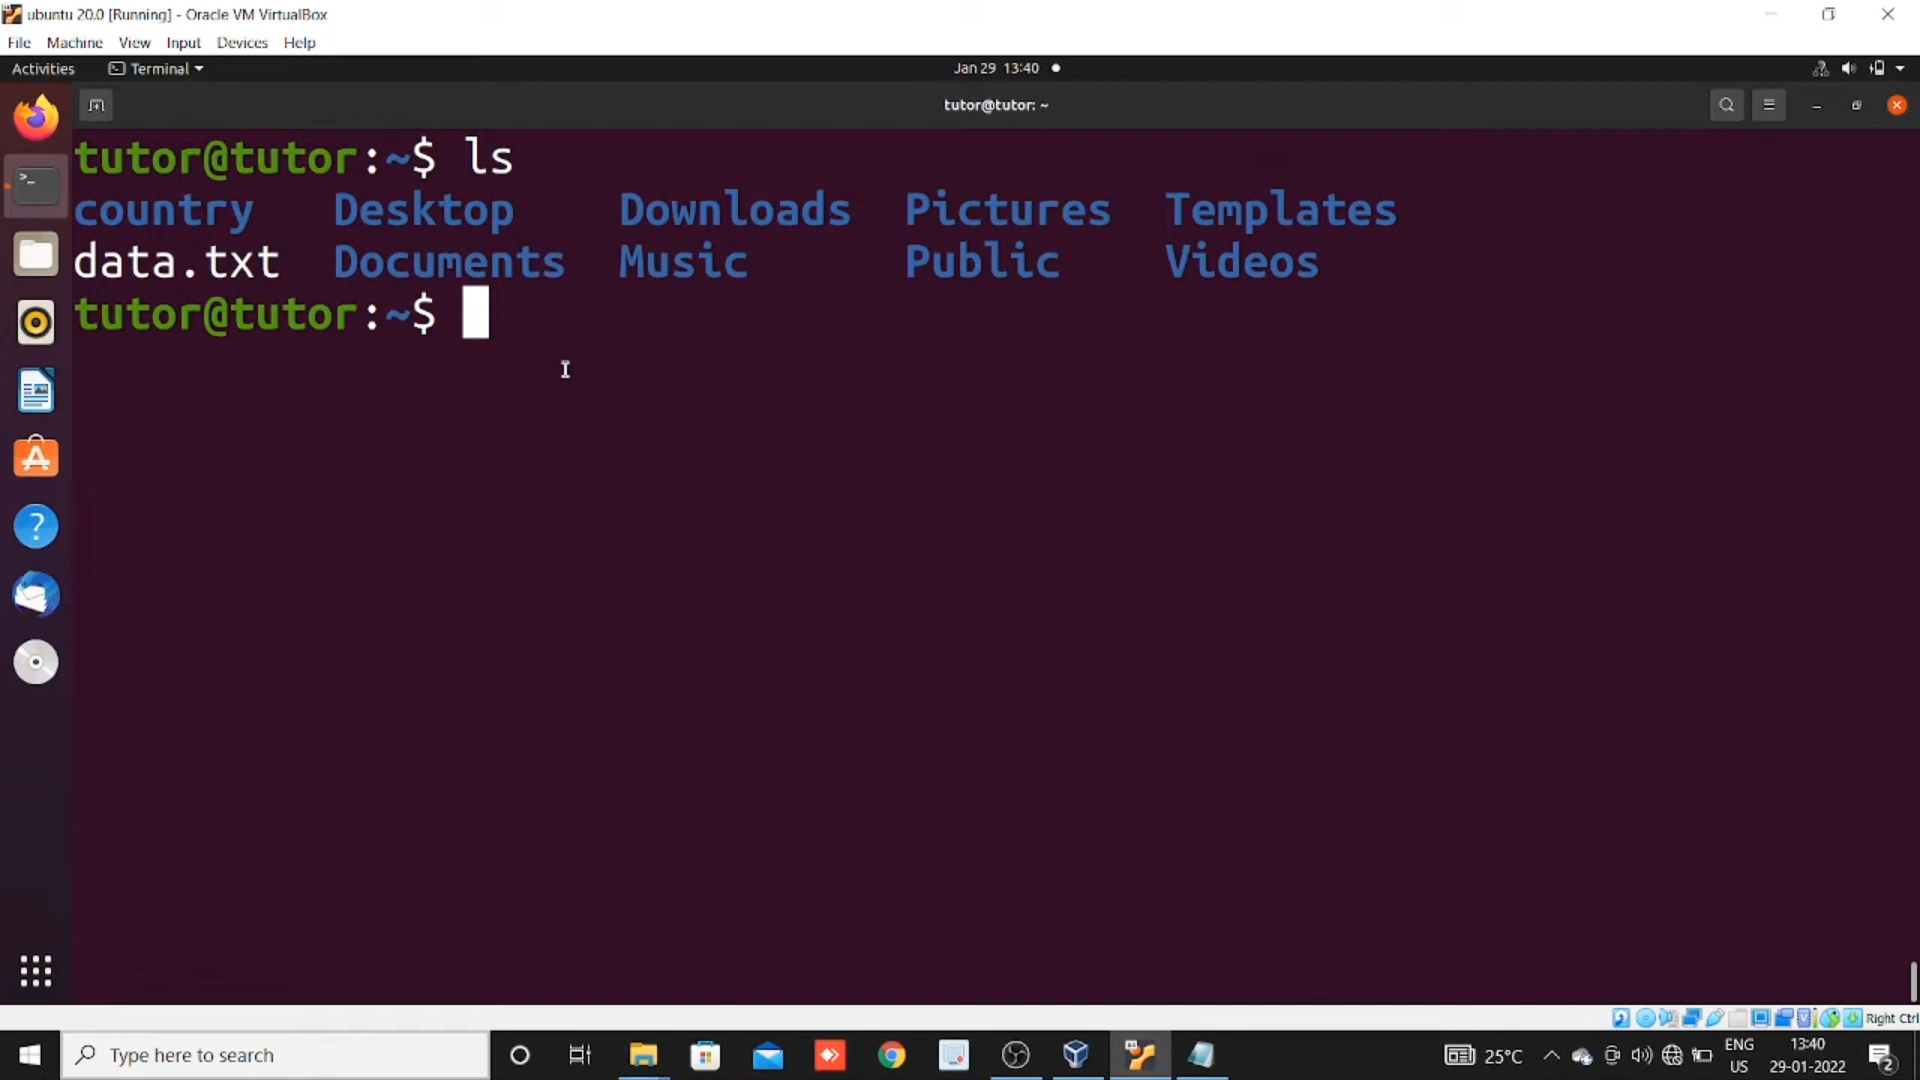 ubuntu 20.0 [Running] - Oracle VM VirtualBox
File Machine View Input Devices Help
Activities Terminal Jan 29 13:40
tutor@tutor: ~
tutor@tutor:~$ ls
country Desktop Downloads Pictures Templates
data.txt Documents Music Public Videos
tutor@tutor:~$
Right Ctrl
Type here to search
25°C
ENG
US
13:40
29-01-2022
2